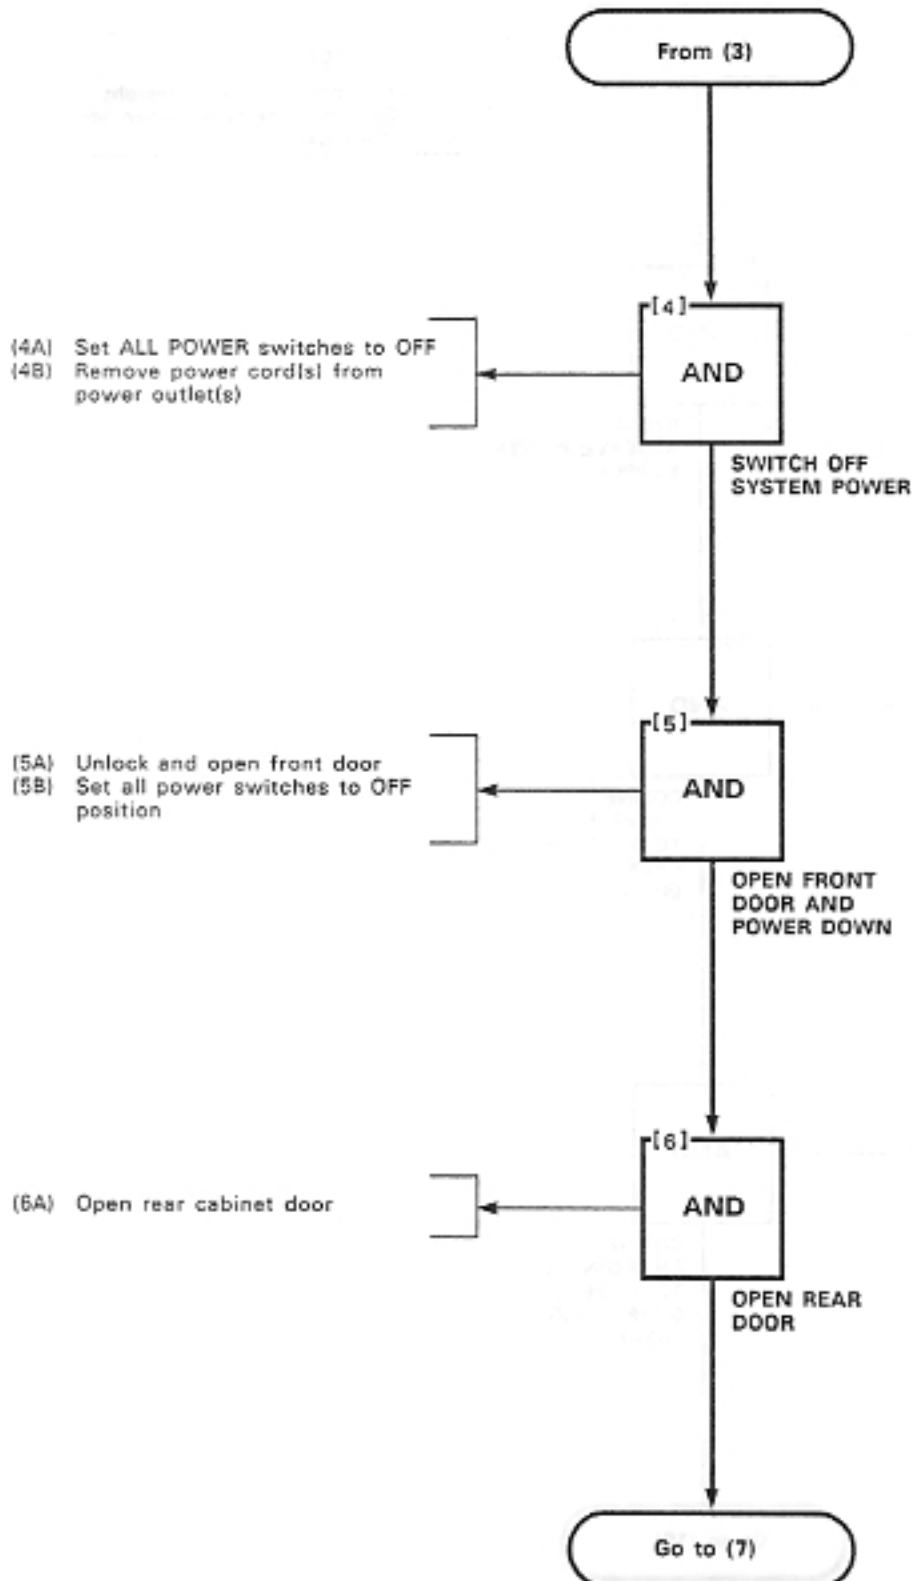 From (3)
[4]
AND
(4A) Set ALL POWER switches to OFF
(4B) Remove power cord(s) from
power outlet(s)
SWITCH OFF
SYSTEM POWER
[5]
AND
(5A) Unlock and open front door
(5B) Set all power switches to OFF
position
OPEN FRONT
DOOR AND
POWER DOWN
[6]
AND
(6A) Open rear cabinet door
OPEN REAR
DOOR
Go to (7)